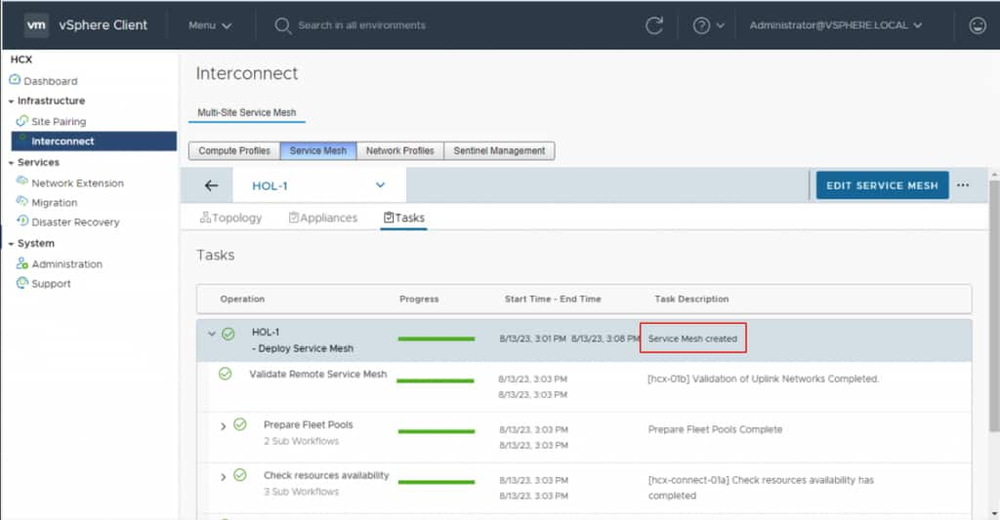 vm vSphere Client Menu Search in all environments Administrator@VSPHERE.LOCAL
HCX
Dashboard
Infrastructure
Site Pairing
Interconnect
Services
Network Extension
Migration
Disaster Recovery
System
Administration
Support
Interconnect
Multi-Site Service Mesh
Compute Profiles Service Mesh Network Profiles Sentinel Management
HOL-1 EDIT SERVICE MESH
Topology Appliances Tasks
Tasks
Operation Progress Start Time - End Time Task Description
HOL-1
- Deploy Service Mesh
8/13/23, 3:01 PM 8/13/23, 3:08 PM Service Mesh created
Validate Remote Service Mesh 8/13/23, 3:03 PM [hcx-01b] Validation of Uplink Networks Completed.
8/13/23, 3:03 PM
Prepare Fleet Pools 8/13/23, 3:03 PM Prepare Fleet Pools Complete
2 Sub Workflows 8/13/23, 3:03 PM
Check resources availability 8/13/23, 3:03 PM [hcx-connect-01a] Check resources availability has
3 Sub Workflows 8/13/23, 3:03 PM completed